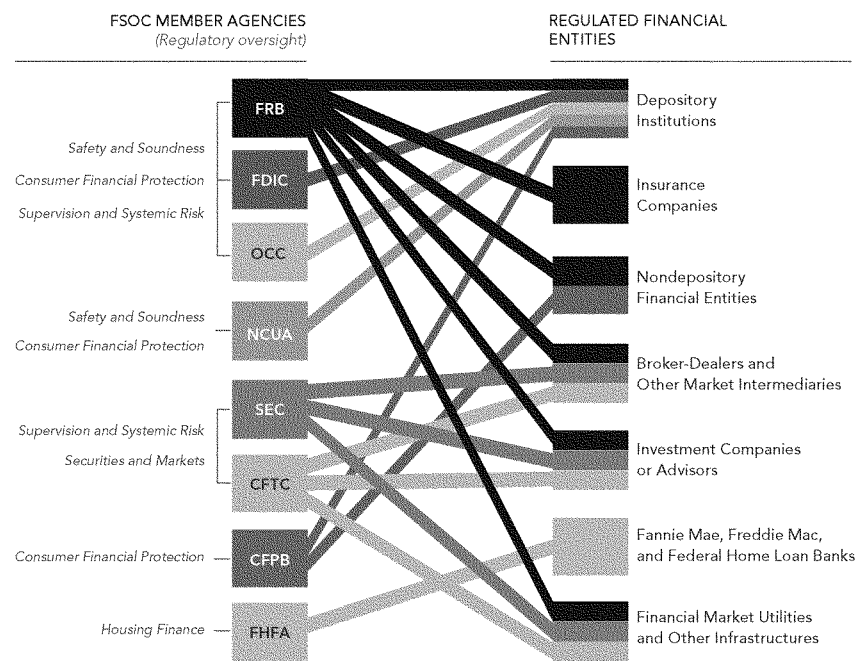 FSOC MEMBER AGENCIES
(Regulatory oversight)
REGULATED FINANCIAL
ENTITIES
FRB
Safety and Soundness
Consumer Financial Protection
Supervision and Systemic Risk
FDIC
OCC
Safety and Soundness
Consumer Financial Protection
NCUA
SEC
Supervision and Systemic Risk
Securities and Markets
CFTC
Consumer Financial Protection
CFPB
Housing Finance
FHFA
Depository
Institutions
Insurance
Companies
Nondepository
Financial Entities
Broker-Dealers and
Other Market Intermediaries
Investment Companies
or Advisors
Fannie Mae, Freddie Mac,
and Federal Home Loan Banks
Financial Market Utilities
and Other Infrastructures